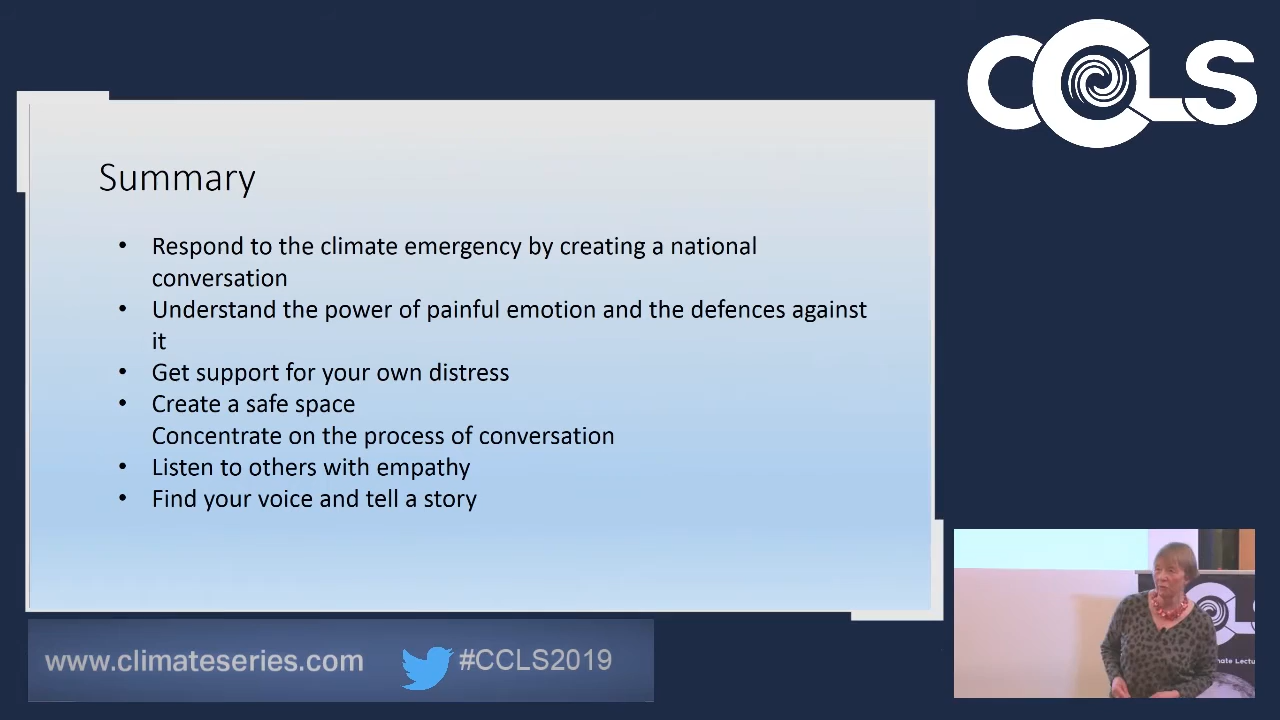 CCLS
Summary
• Respond to the climate emergency by creating a national
conversation
• Understand the power of painful emotion and the defences against
it
• Get support for your own distress
• Create a safe space
Concentrate on the process of conversation
• Listen to others with empathy
• Find your voice and tell a story
www.climateseries.com
#CCLS2019